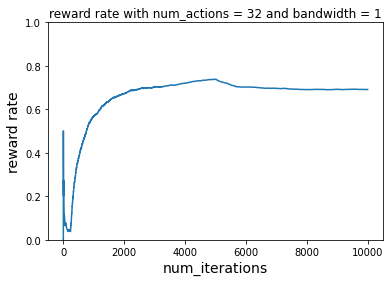 reward rate with num_actions = 32 and bandwidth = 1
1.0
0.8
0.6
0.4
0.2
0.0
reward rate
0 2000 4000 6000 8000 10000
num_iterations